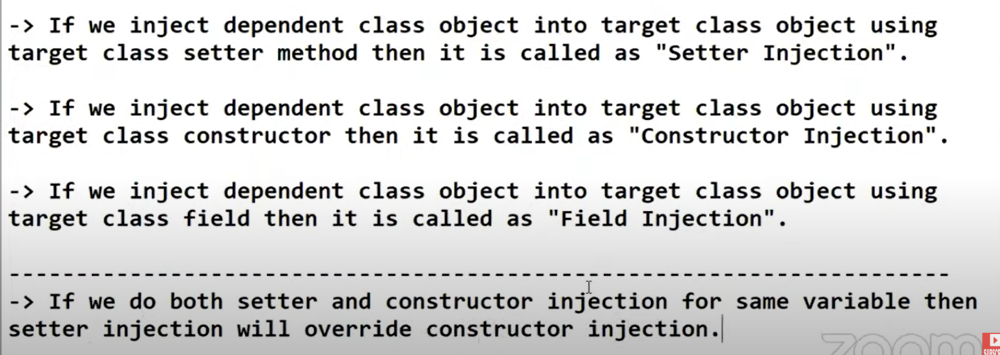 -> If we inject dependent class object into target class object using
target class setter method then it is called as "Setter Injection".
-> If we inject dependent class object into target class object using
target class constructor then it is called as "Constructor Injection".
-> If we inject dependent class object into target class object using
target class field then it is called as "Field Injection".
--------------------------------------------------------------------
-> If we do both setter and constructor injection for same variable then
setter injection will override constructor injection.
zoom